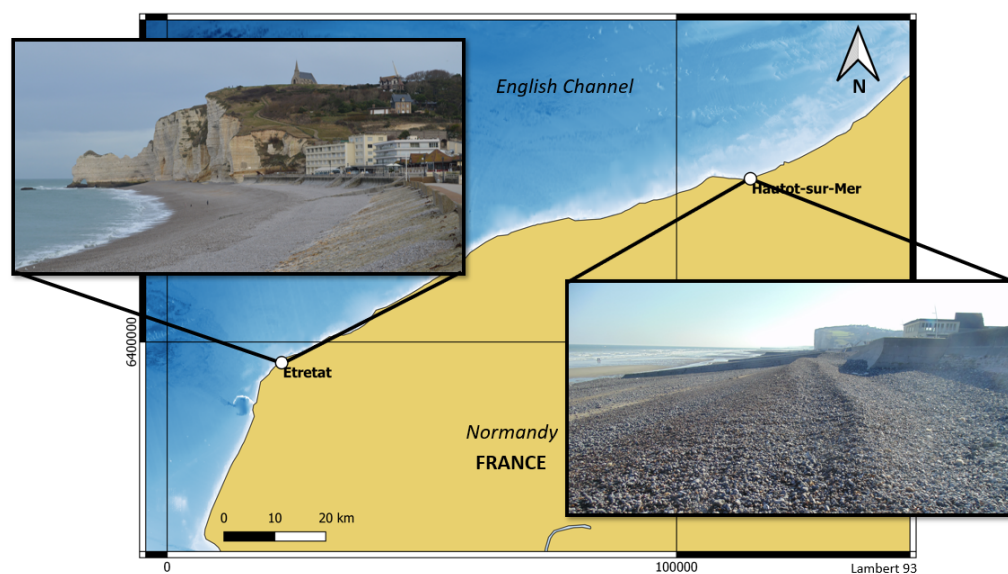 English Channel
N
Hautot-sur-Mer
6400000
Etretat
Normandy
FRANCE
0 10 20 km
0 100000
Lambert 93